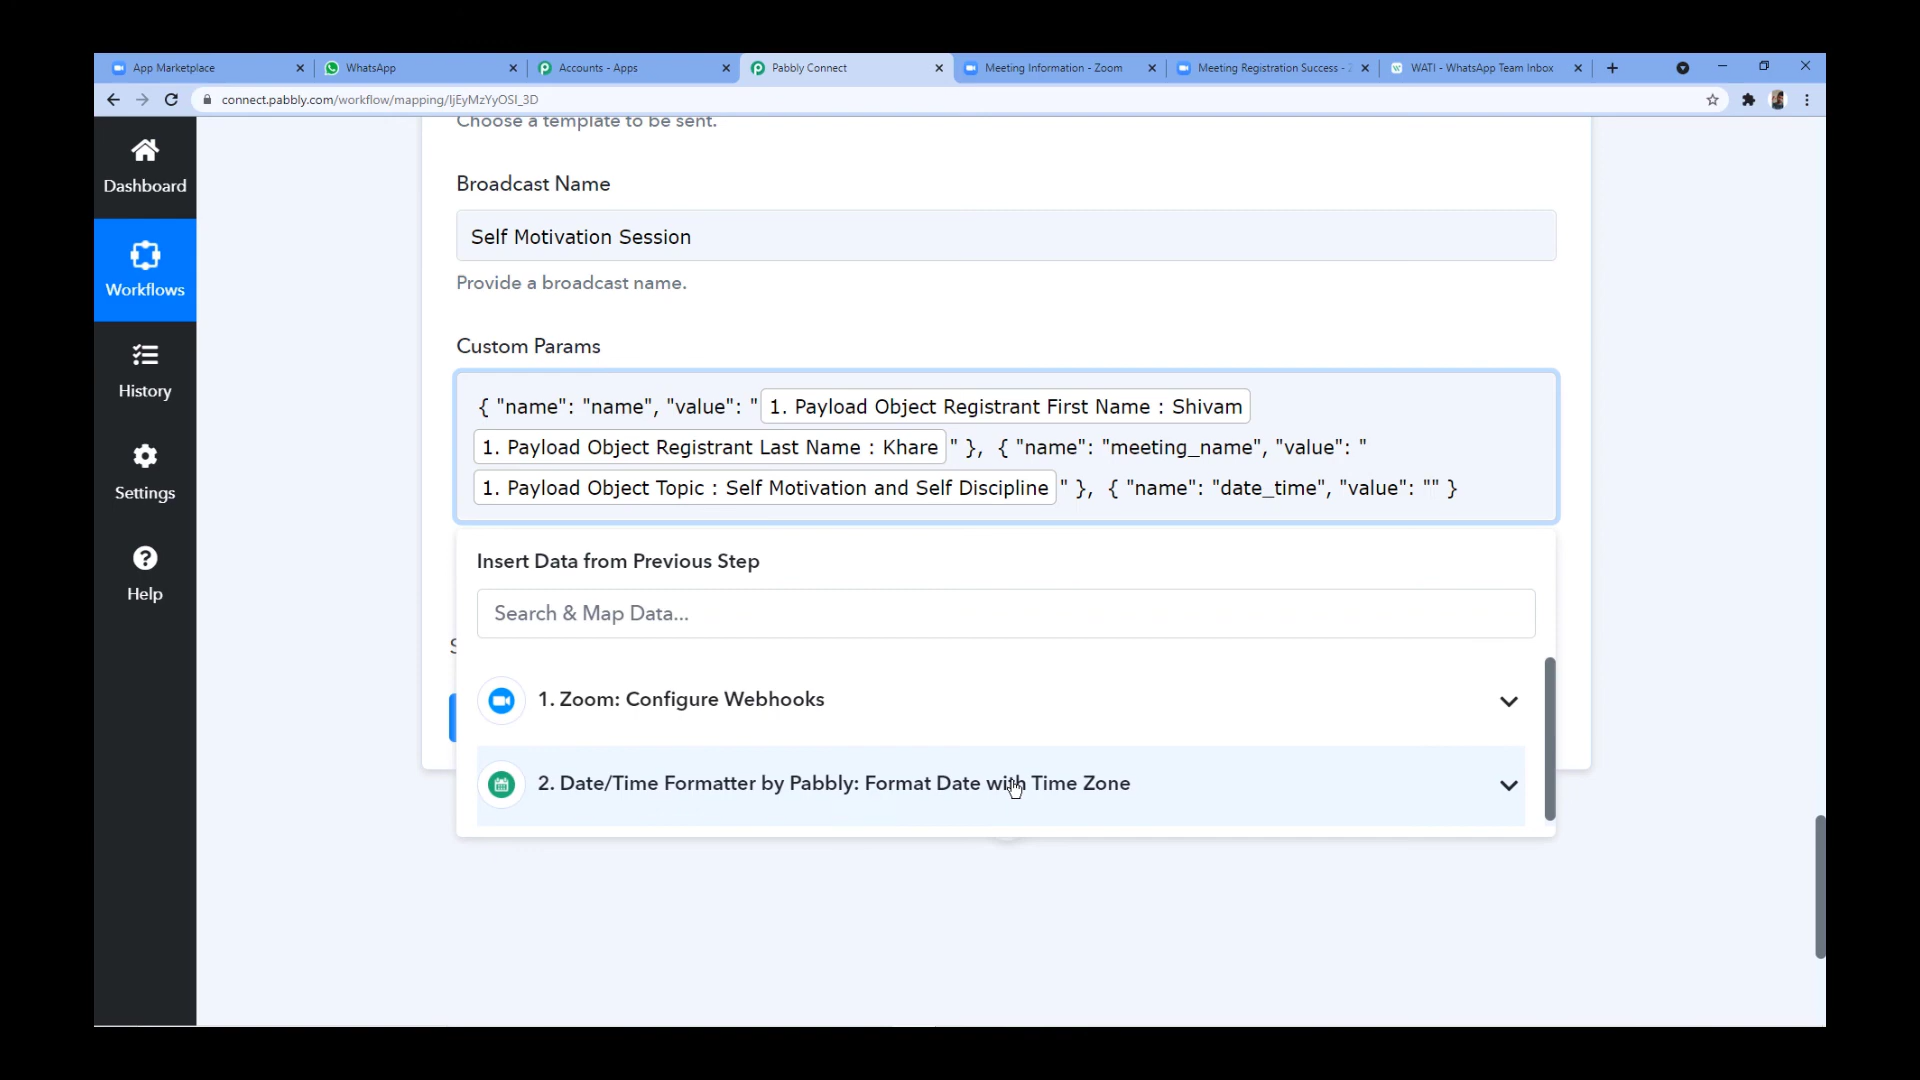 App Marketplace
WhatsApp
Accounts - Apps
Pabbly Connect
Meeting Information - Zoom
Meeting Registration Success -
WATI - WhatsApp Team Inbox
connect.pabbly.com/workflow/mapping/IjEyMzYyOSI_3D
Dashboard
Workflows
History
Settings
Help
Choose a template to be sent.
Broadcast Name
Self Motivation Session
Provide a broadcast name.
Custom Params
{ "name": "name", "value": " 1. Payload Object Registrant First Name : Shivam
1. Payload Object Registrant Last Name : Khare " }, { "name": "meeting_name", "value": "
1. Payload Object Topic : Self Motivation and Self Discipline " }, { "name": "date_time", "value": "" }
Insert Data from Previous Step
Search & Map Data...
1. Zoom: Configure Webhooks
2. Date/Time Formatter by Pabbly: Format Date with Time Zone